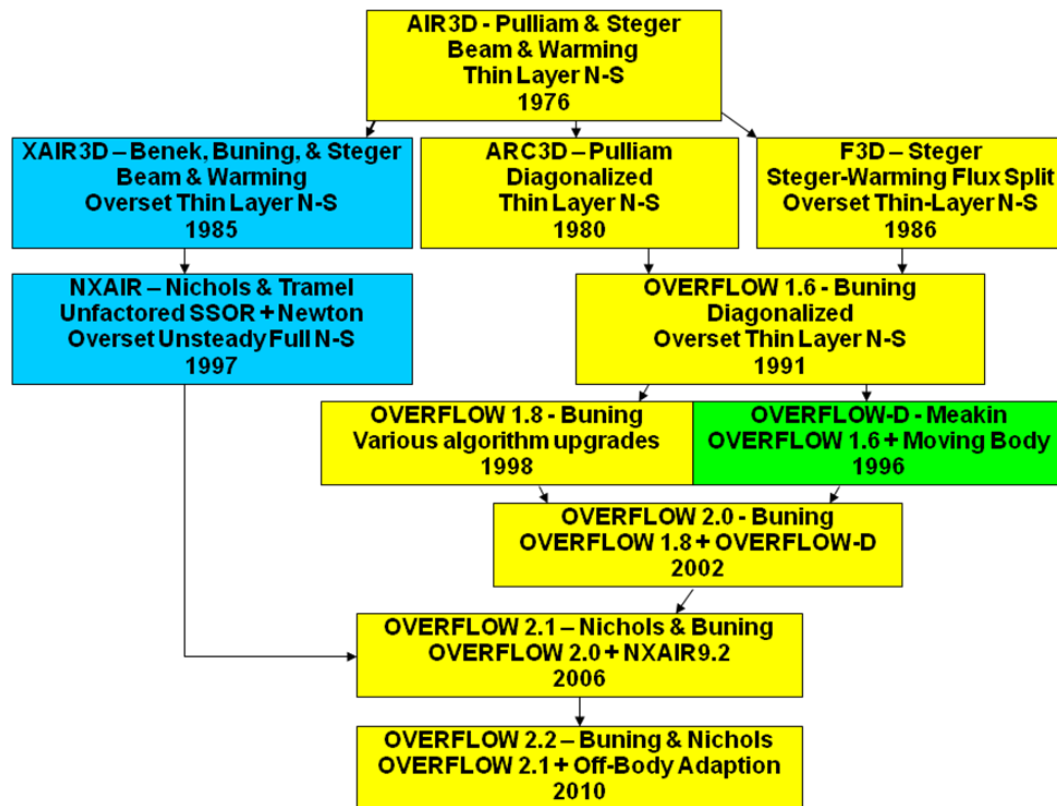 AIR3D - Pulliam & Steger
Beam & Warming
Thin Layer N-S
1976
XAIR3D – Benek, Buning, & Steger
Beam & Warming
Overset Thin Layer N-S
1985
ARC3D – Pulliam
Diagonalized
Thin Layer N-S
1980
F3D – Steger
Steger-Warming Flux Split
Overset Thin-Layer N-S
1986
NXAIR – Nichols & Tramel
Unfactored SSOR + Newton
Overset Unsteady Full N-S
1997
OVERFLOW 1.6 - Buning
Diagonalized
Overset Thin Layer N-S
1991
OVERFLOW 1.8 - Buning
Various algorithm upgrades
1998
OVERFLOW-D - Meakin
OVERFLOW 1.6 + Moving Body
1996
OVERFLOW 2.0 - Buning
OVERFLOW 1.8 + OVERFLOW-D
2002
OVERFLOW 2.1 – Nichols & Buning
OVERFLOW 2.0 + NXAIR9.2
2006
OVERFLOW 2.2 – Buning & Nichols
OVERFLOW 2.1 + Off-Body Adaption
2010